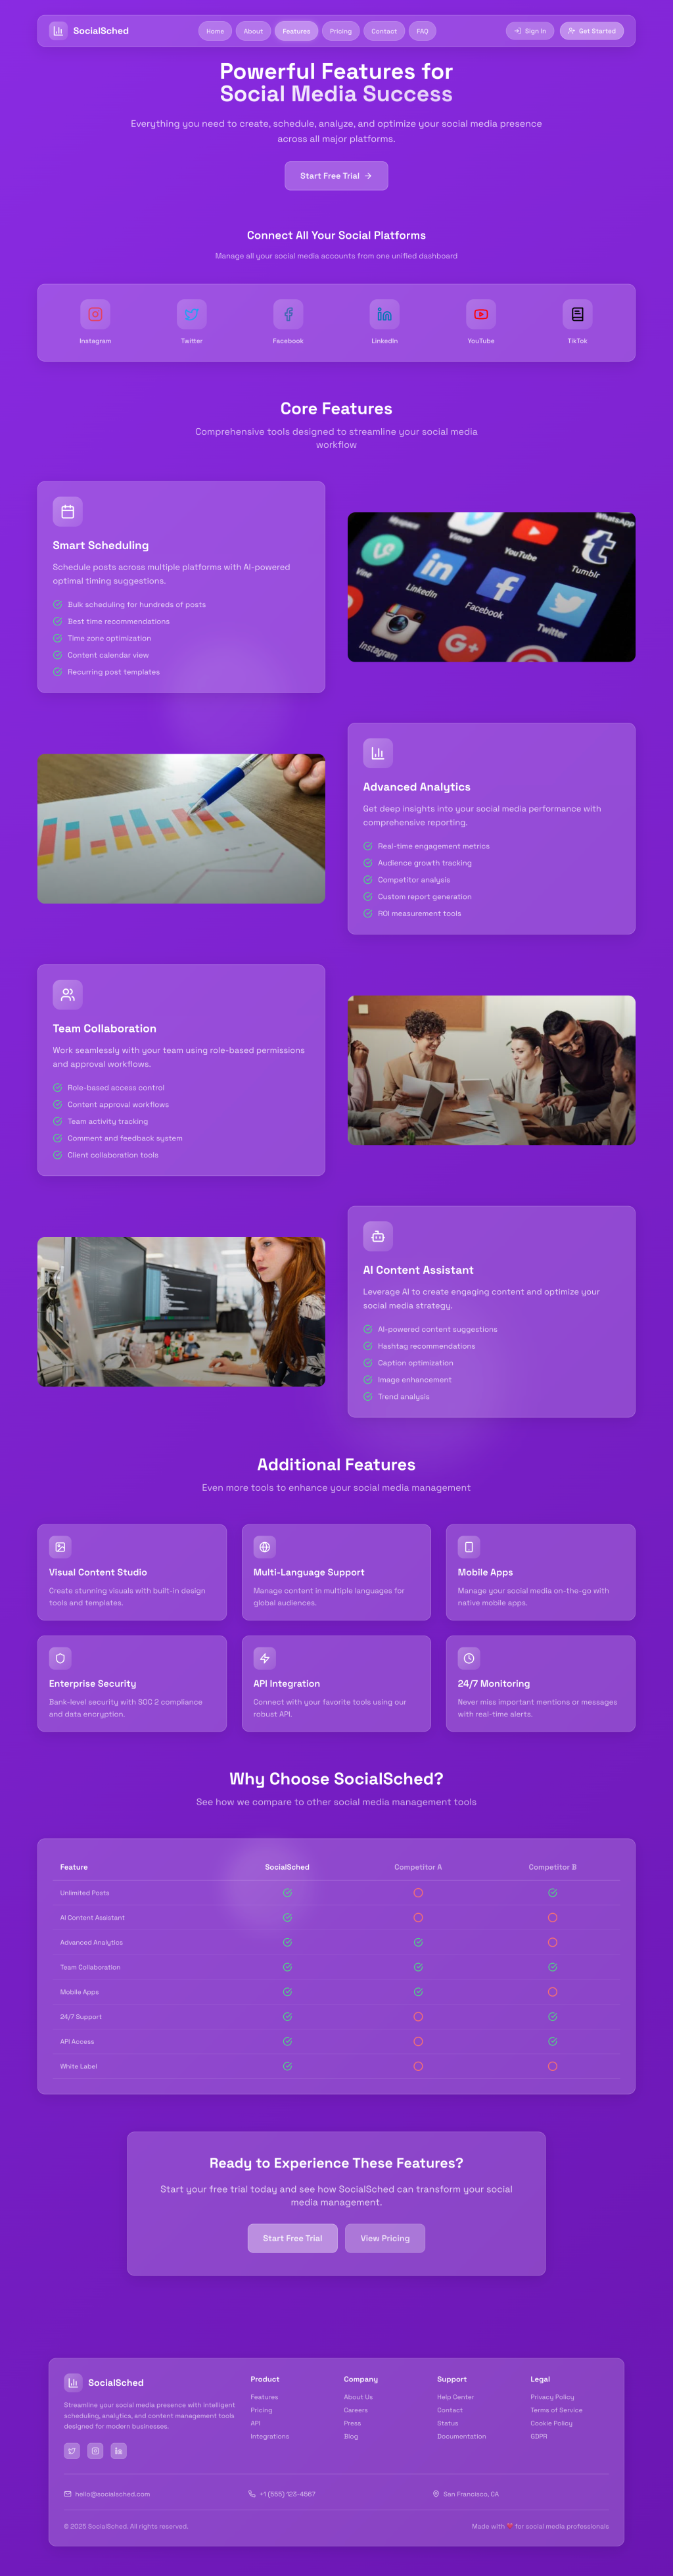 SocialSched
Home
About
Features
Pricing
Contact
FAQ
Sign In
Get Started
Powerful Features for
Social Media Success
Everything you need to create, schedule, analyze, and optimize your social media presence
across all major platforms.
Start Free Trial
Connect All Your Social Platforms
Manage all your social media accounts from one unified dashboard
Instagram
Twitter
Facebook
LinkedIn
YouTube
TikTok
Core Features
Comprehensive tools designed to streamline your social media
workflow
Smart Scheduling
Schedule posts across multiple platforms with AI-powered
optimal timing suggestions.
Bulk scheduling for hundreds of posts
Best time recommendations
Time zone optimization
Content calendar view
Recurring post templates
WhatsApp
Myspace
Vimeo
YouTube
Tumblr
Vine
LinkedIn
Facebook
Twitter
Instagram
Advanced Analytics
Get deep insights into your social media performance with
comprehensive reporting.
Real-time engagement metrics
Audience growth tracking
Competitor analysis
Custom report generation
ROI measurement tools
Team Collaboration
Work seamlessly with your team using role-based permissions
and approval workflows.
Role-based access control
Content approval workflows
Team activity tracking
Comment and feedback system
Client collaboration tools
AI Content Assistant
Leverage AI to create engaging content and optimize your
social media strategy.
AI-powered content suggestions
Hashtag recommendations
Caption optimization
Image enhancement
Trend analysis
Additional Features
Even more tools to enhance your social media management
Visual Content Studio
Create stunning visuals with built-in design
tools and templates.
Multi-Language Support
Manage content in multiple languages for
global audiences.
Mobile Apps
Manage your social media on-the-go with
native mobile apps.
Enterprise Security
Bank-level security with SOC 2 compliance
and data encryption.
API Integration
Connect with your favorite tools using our
robust API.
24/7 Monitoring
Never miss important mentions or messages
with real-time alerts.
Why Choose SocialSched?
See how we compare to other social media management tools
Feature SocialSched Competitor A Competitor B
Unlimited Posts
AI Content Assistant
Advanced Analytics
Team Collaboration
Mobile Apps
24/7 Support
API Access
White Label
Ready to Experience These Features?
Start your free trial today and see how SocialSched can transform your social
media management.
Start Free Trial
View Pricing
SocialSched
Streamline your social media presence with intelligent
scheduling, analytics, and content management tools
designed for modern businesses.
Product
Features
Pricing
API
Integrations
Company
About Us
Careers
Press
Blog
Support
Help Center
Contact
Status
Documentation
Legal
Privacy Policy
Terms of Service
Cookie Policy
GDPR
hello@socialsched.com
+1 (555) 123-4567
San Francisco, CA
© 2025 SocialSched. All rights reserved.
Made with ❤️ for social media professionals